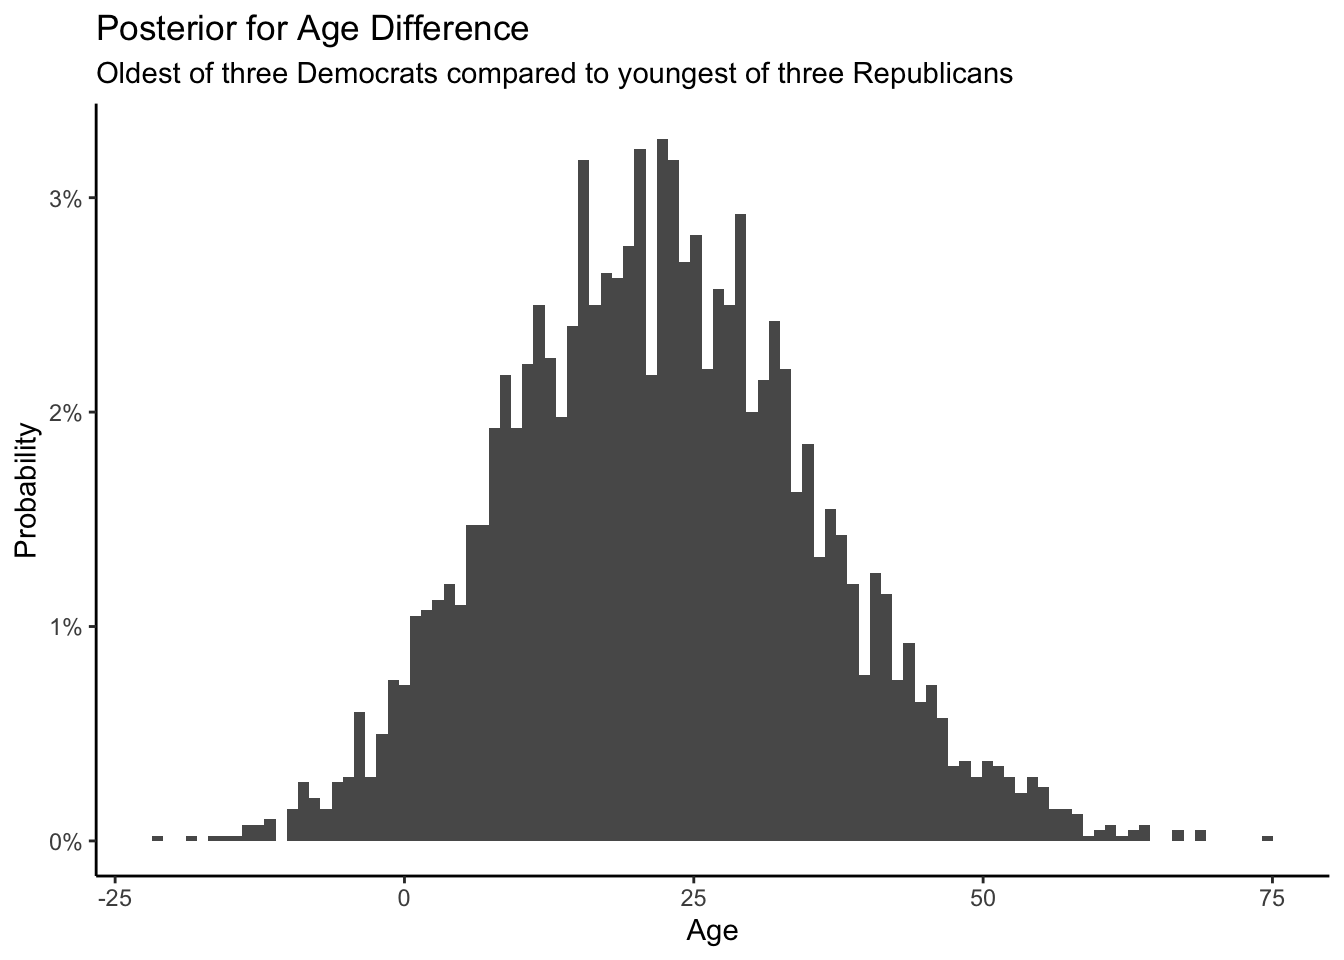 Posterior for Age Difference
Oldest of three Democrats compared to youngest of three Republicans
3%
2%
1%
0%
Probability
-25
0
25
50
75
Age